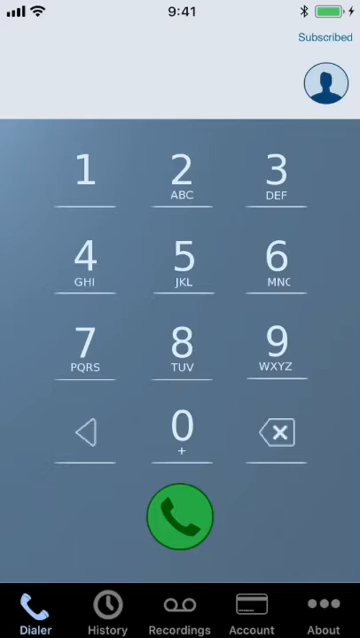 9:41
Subscribed
1 2 3
ABC DEF
4 5 6
GHI JKL MNC
7 8 9
PQRS TUV WXYZ
0
+
Dialer History Recordings Account About